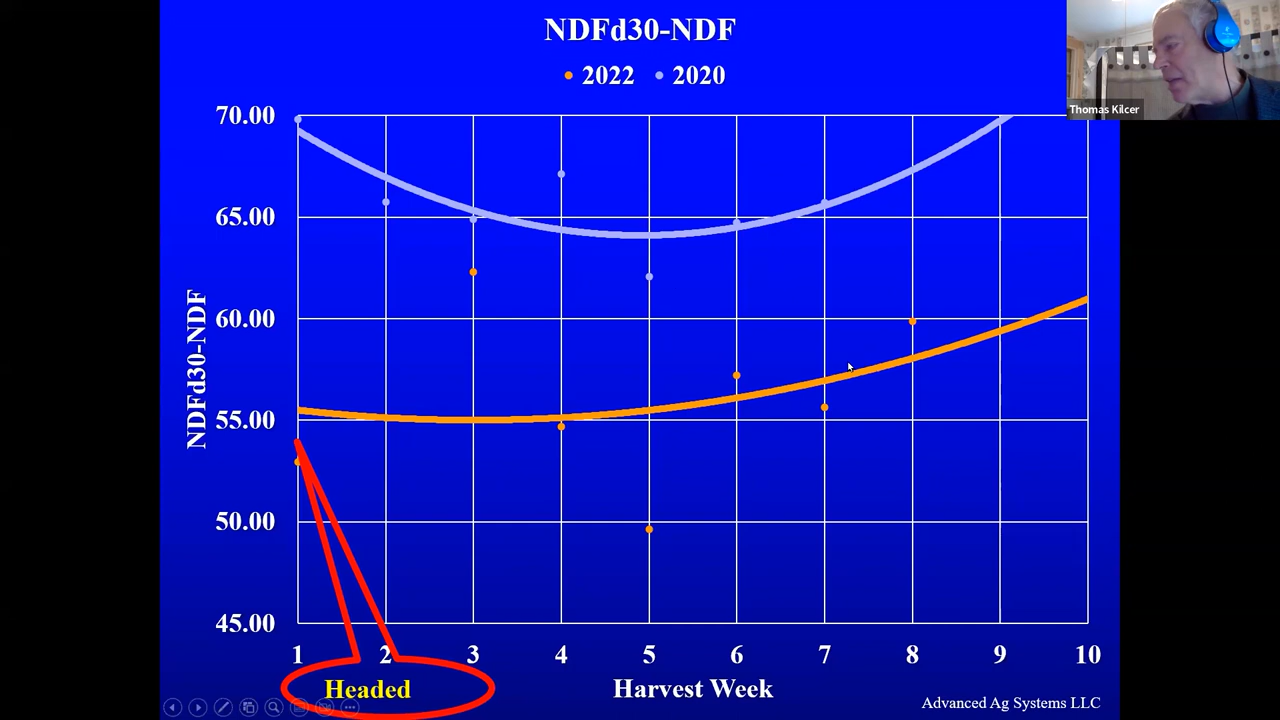 NDFd30-NDF
2022 2020
Thomas Kilcer
70.00
65.00
60.00
55.00
50.00
45.00
NDFd30-NDF
1 2 3 4 5 6 7 8 9 10
Headed
Harvest Week
Advanced Ag Systems LLC